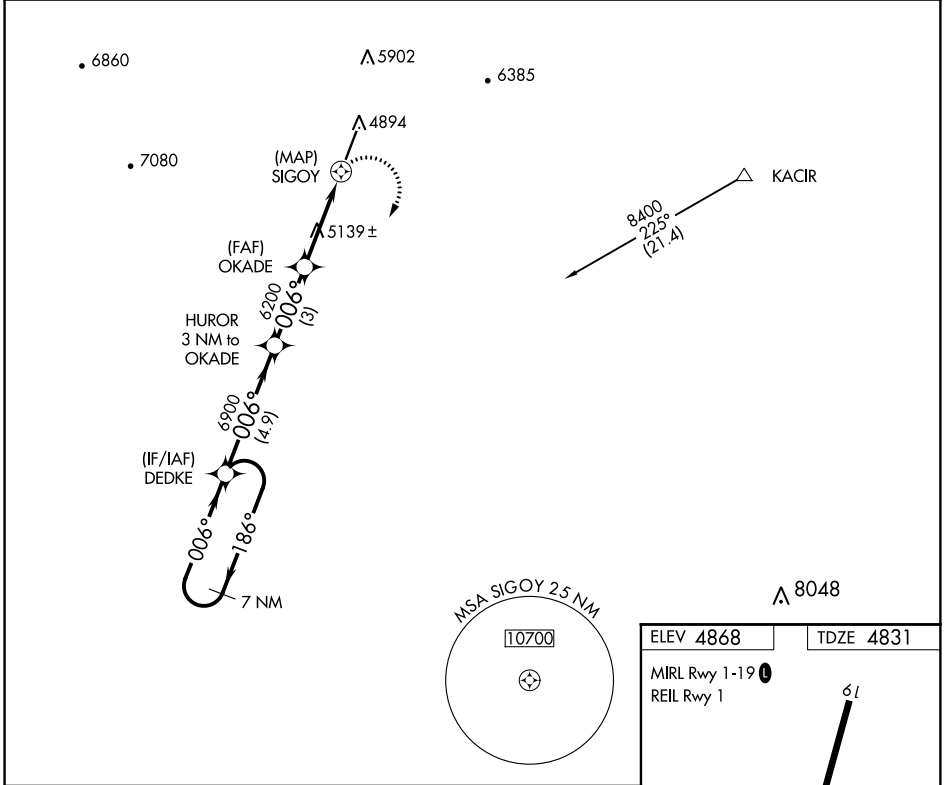 6860
5902
6385
4894
7080
(MAP)
SIGOY
KACIR
8400
225°
(21.4)
5139 ±
(FAF)
OKADE
6200
006°
(3)
HUROR
3 NM to
OKADE
6900
006°
(4.9)
(IF/IAF)
DEDKE
006°
186°
7 NM
MSA SIGOY 25 NM
10700
8048
ELEV 4868
TDZE 4831
MIRL Rwy 1-19 L
REIL Rwy 1
19